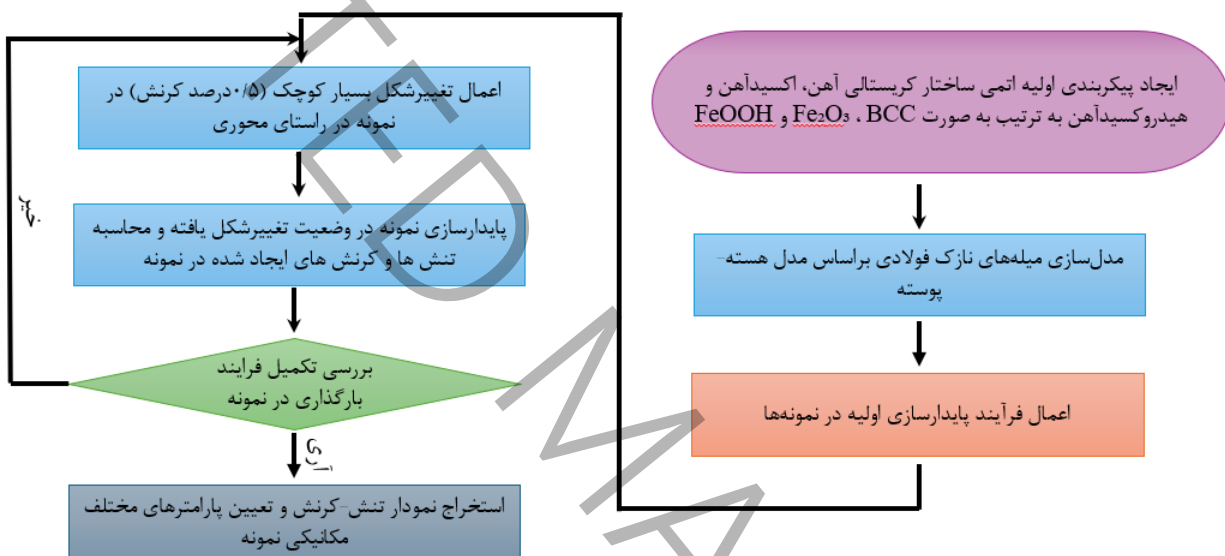 ایجاد پیکربندی اولیه اتمی ساختار کریستالی آهن، اکسیدآهن و
هیدروکسیدآهن به ترتیب به صورت BCC ، Fe₂O₃ و FeOOH
مدل‌سازی میله‌های نازک فولادی براساس مدل هسته-
پوسته
اعمال فرآیند پایدارسازی اولیه در نمونه‌ها
اعمال تغییرشکل بسیار کوچک (۰/۵درصد کرنش) در
نمونه در راستای محوری
پایدارسازی نمونه در وضعیت تغییرشکل یافته و محاسبه
تنش ها و کرنش های ایجاد شده در نمونه
بررسی تکمیل فرایند
بارگذاری در نمونه
خیر
آری
استخراج نمودار تنش-کرنش و تعیین پارامترهای مختلف
مکانیکی نمونه